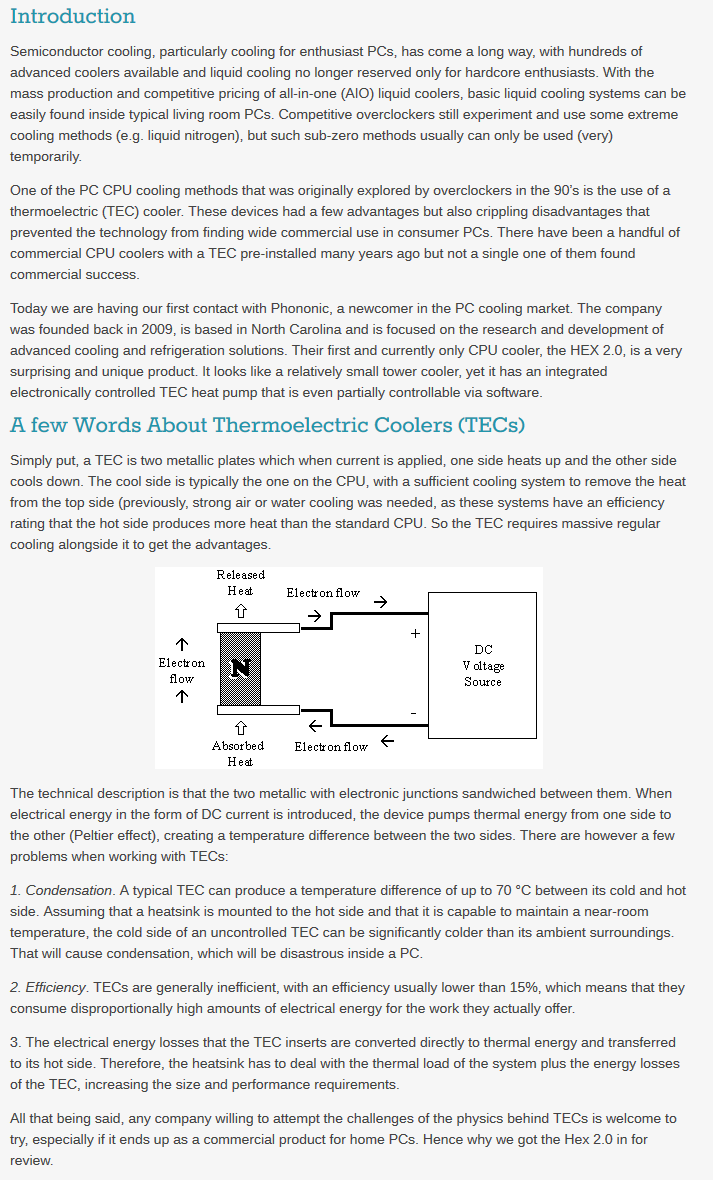 Introduction
Semiconductor cooling, particularly cooling for enthusiast PCs, has come a long way, with hundreds of
advanced coolers available and liquid cooling no longer reserved only for hardcore enthusiasts. With the
mass production and competitive pricing of all-in-one (AIO) liquid coolers, basic liquid cooling systems can be
easily found inside typical living room PCs. Competitive overclockers still experiment and use some extreme
cooling methods (e.g. liquid nitrogen), but such sub-zero methods usually can only be used (very)
temporarily.
One of the PC CPU cooling methods that was originally explored by overclockers in the 90's is the use of a
thermoelectric (TEC) cooler. These devices had a few advantages but also crippling disadvantages that
prevented the technology from finding wide commercial use in consumer PCs. There have been a handful of
commercial CPU coolers with a TEC pre-installed many years ago but not a single one of them found
commercial success.
Today we are having our first contact with Phononic, a newcomer in the PC cooling market. The company
was founded back in 2009, is based in North Carolina and is focused on the research and development of
advanced cooling and refrigeration solutions. Their first and currently only CPU cooler, the HEX 2.0, is a very
surprising and unique product. It looks like a relatively small tower cooler, yet it has an integrated
electronically controlled TEC heat pump that is even partially controllable via software.
A few Words About Thermoelectric Coolers (TECs)
Simply put, a TEC is two metallic plates which when current is applied, one side heats up and the other side
cools down. The cool side is typically the one on the CPU, with a sufficient cooling system to remove the heat
from the top side (previously, strong air or water cooling was needed, as these systems have an efficiency
rating that the hot side produces more heat than the standard CPU. So the TEC requires massive regular
cooling alongside it to get the advantages.
Released
Heat
Electron flow
+
Electron
flow
N
DC
Voltage
Source
-
Absorbed
Heat
Electron flow
The technical description is that the two metallic with electronic junctions sandwiched between them. When
electrical energy in the form of DC current is introduced, the device pumps thermal energy from one side to
the other (Peltier effect), creating a temperature difference between the two sides. There are however a few
problems when working with TECs:
1. Condensation. A typical TEC can produce a temperature difference of up to 70 °C between its cold and hot
side. Assuming that a heatsink is mounted to the hot side and that it is capable to maintain a near-room
temperature, the cold side of an uncontrolled TEC can be significantly colder than its ambient surroundings.
That will cause condensation, which will be disastrous inside a PC.
2. Efficiency. TECs are generally inefficient, with an efficiency usually lower than 15%, which means that they
consume disproportionally high amounts of electrical energy for the work they actually offer.
3. The electrical energy losses that the TEC inserts are converted directly to thermal energy and transferred
to its hot side. Therefore, the heatsink has to deal with the thermal load of the system plus the energy losses
of the TEC, increasing the size and performance requirements.
All that being said, any company willing to attempt the challenges of the physics behind TECs is welcome to
try, especially if it ends up as a commercial product for home PCs. Hence why we got the Hex 2.0 in for
review.